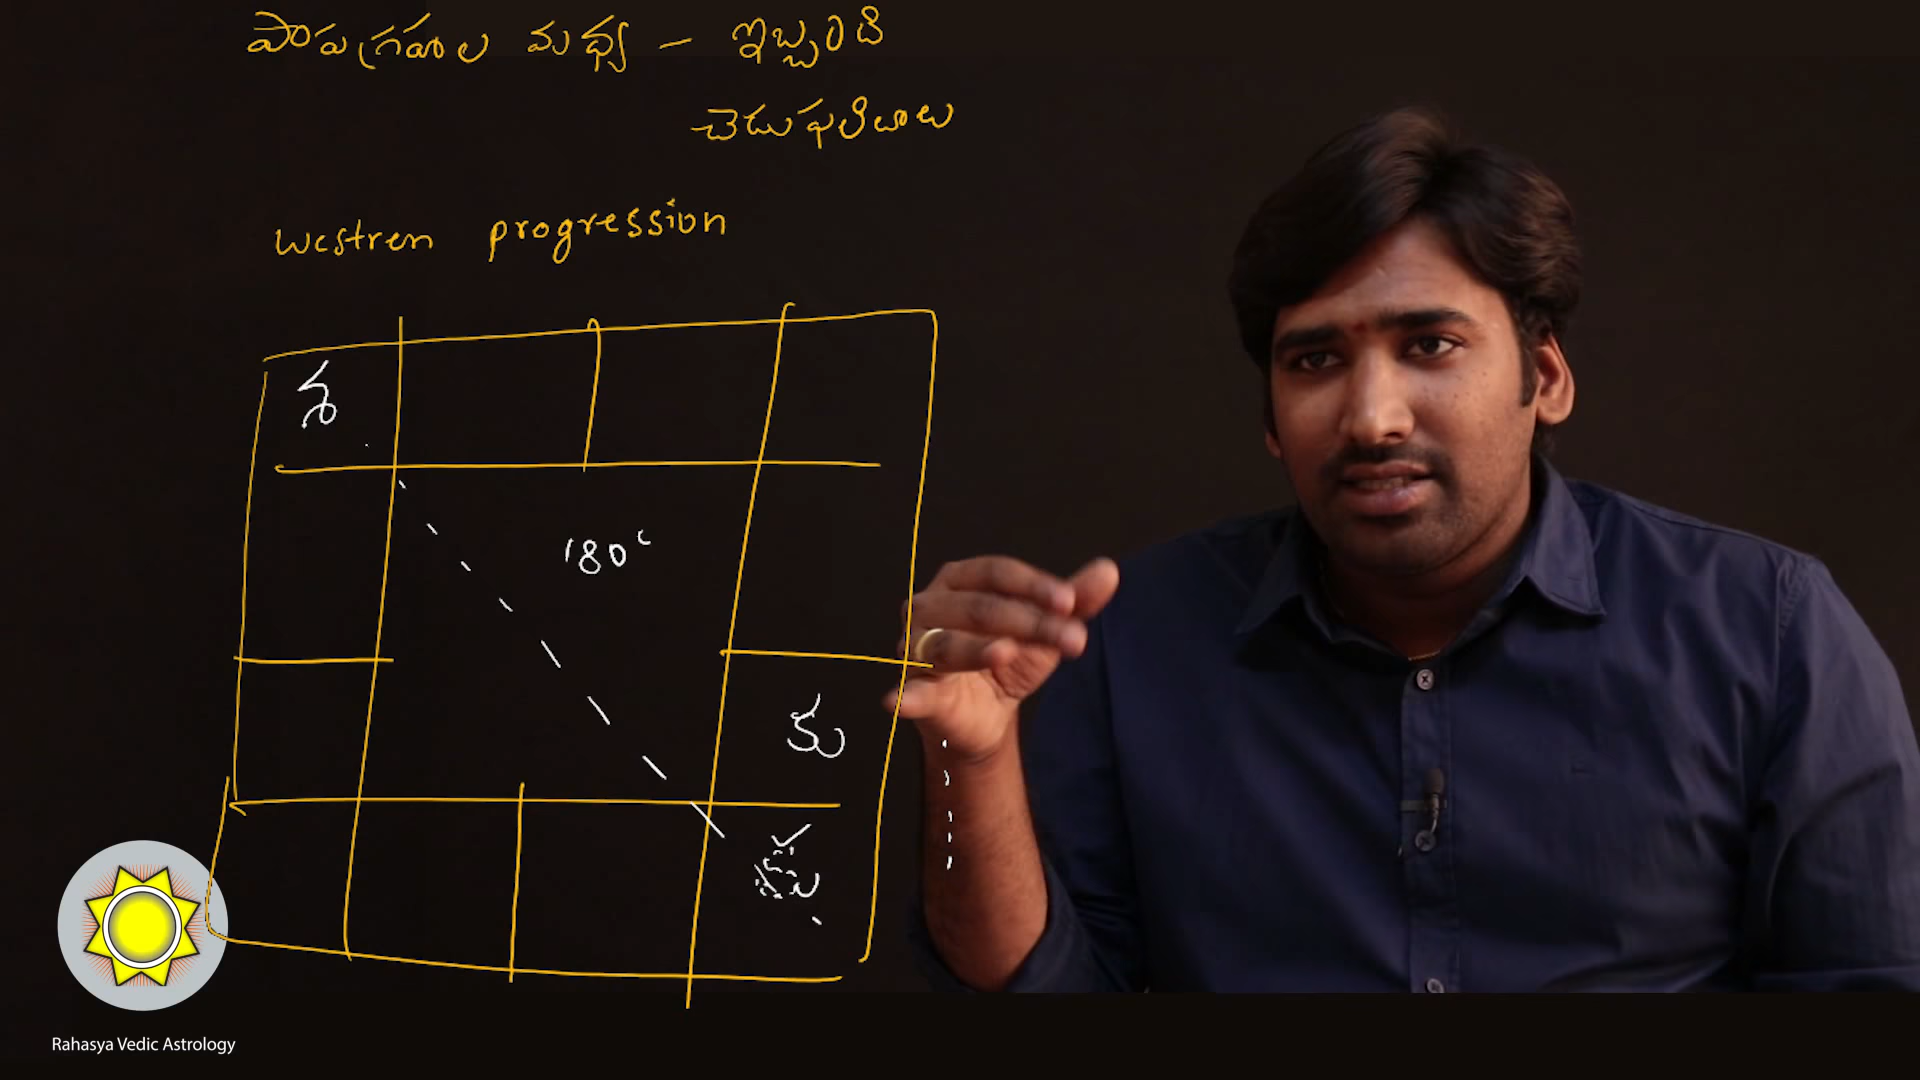 పాపగ్రహాల మధ్య - ఇబ్బంది
చెడుఫలితాలు
westren progression
శ
180°
కు
Rahasya Vedic Astrology